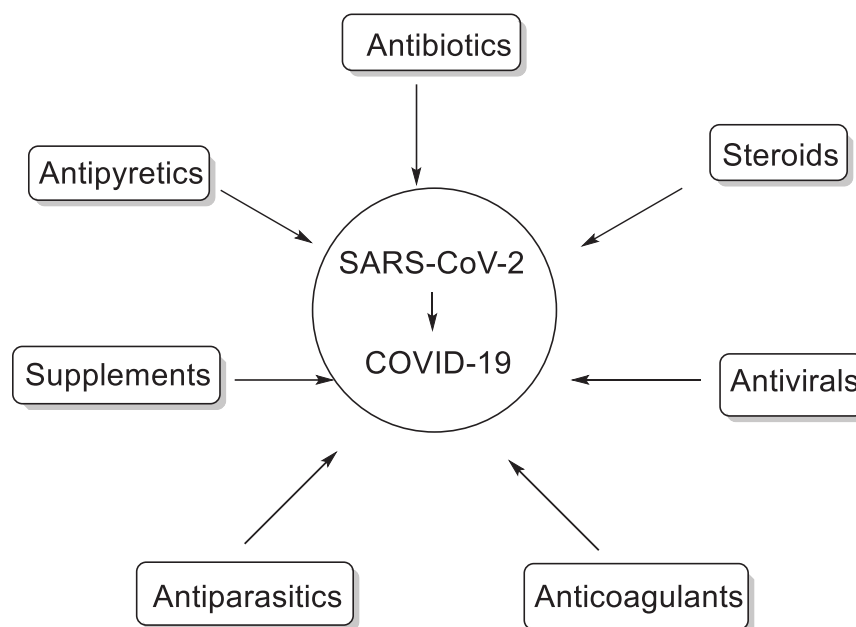 Antibiotics
Steroids
Antipyretics
SARS-CoV-2
COVID-19
Supplements
Antivirals
Antiparasitics
Anticoagulants